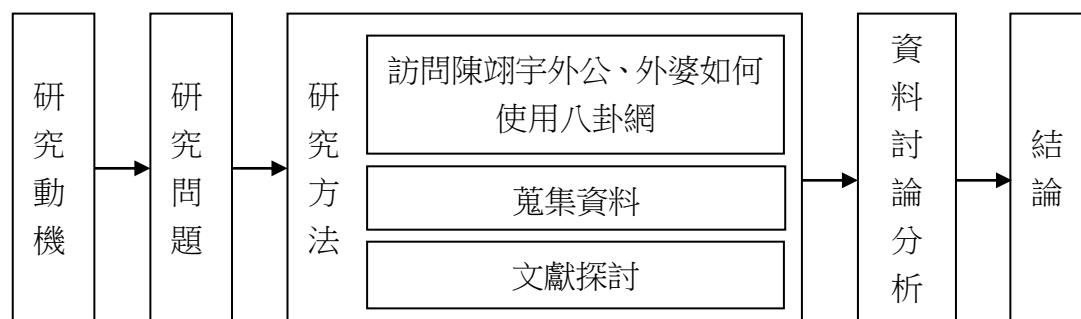 研究動機
研究問題
研究方法
訪問陳翊宇外公、外婆如何
使用八卦網
蒐集資料
文獻探討
資料討論分析
結論